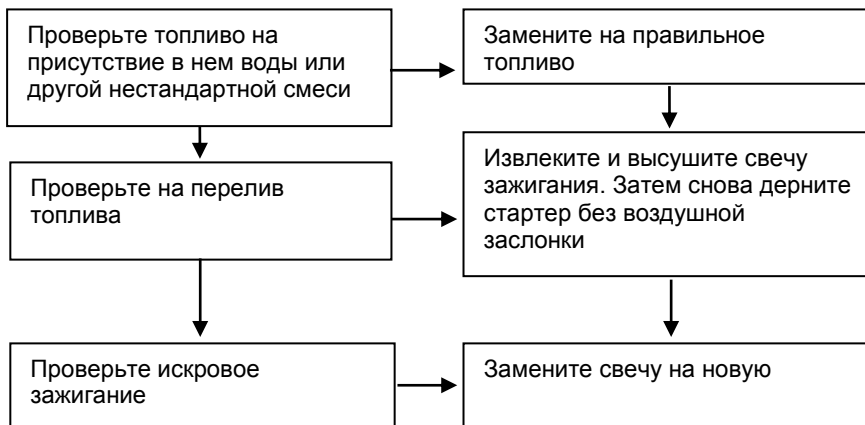 Проверьте топливо на
присутствие в нем воды или
другой нестандартной смеси
Замените на правильное
топливо
Проверьте на перелив
топлива
Извлеките и высушите свечу
зажигания. Затем снова дерните
стартер без воздушной
заслонки
Проверьте искровое
зажигание
Замените свечу на новую